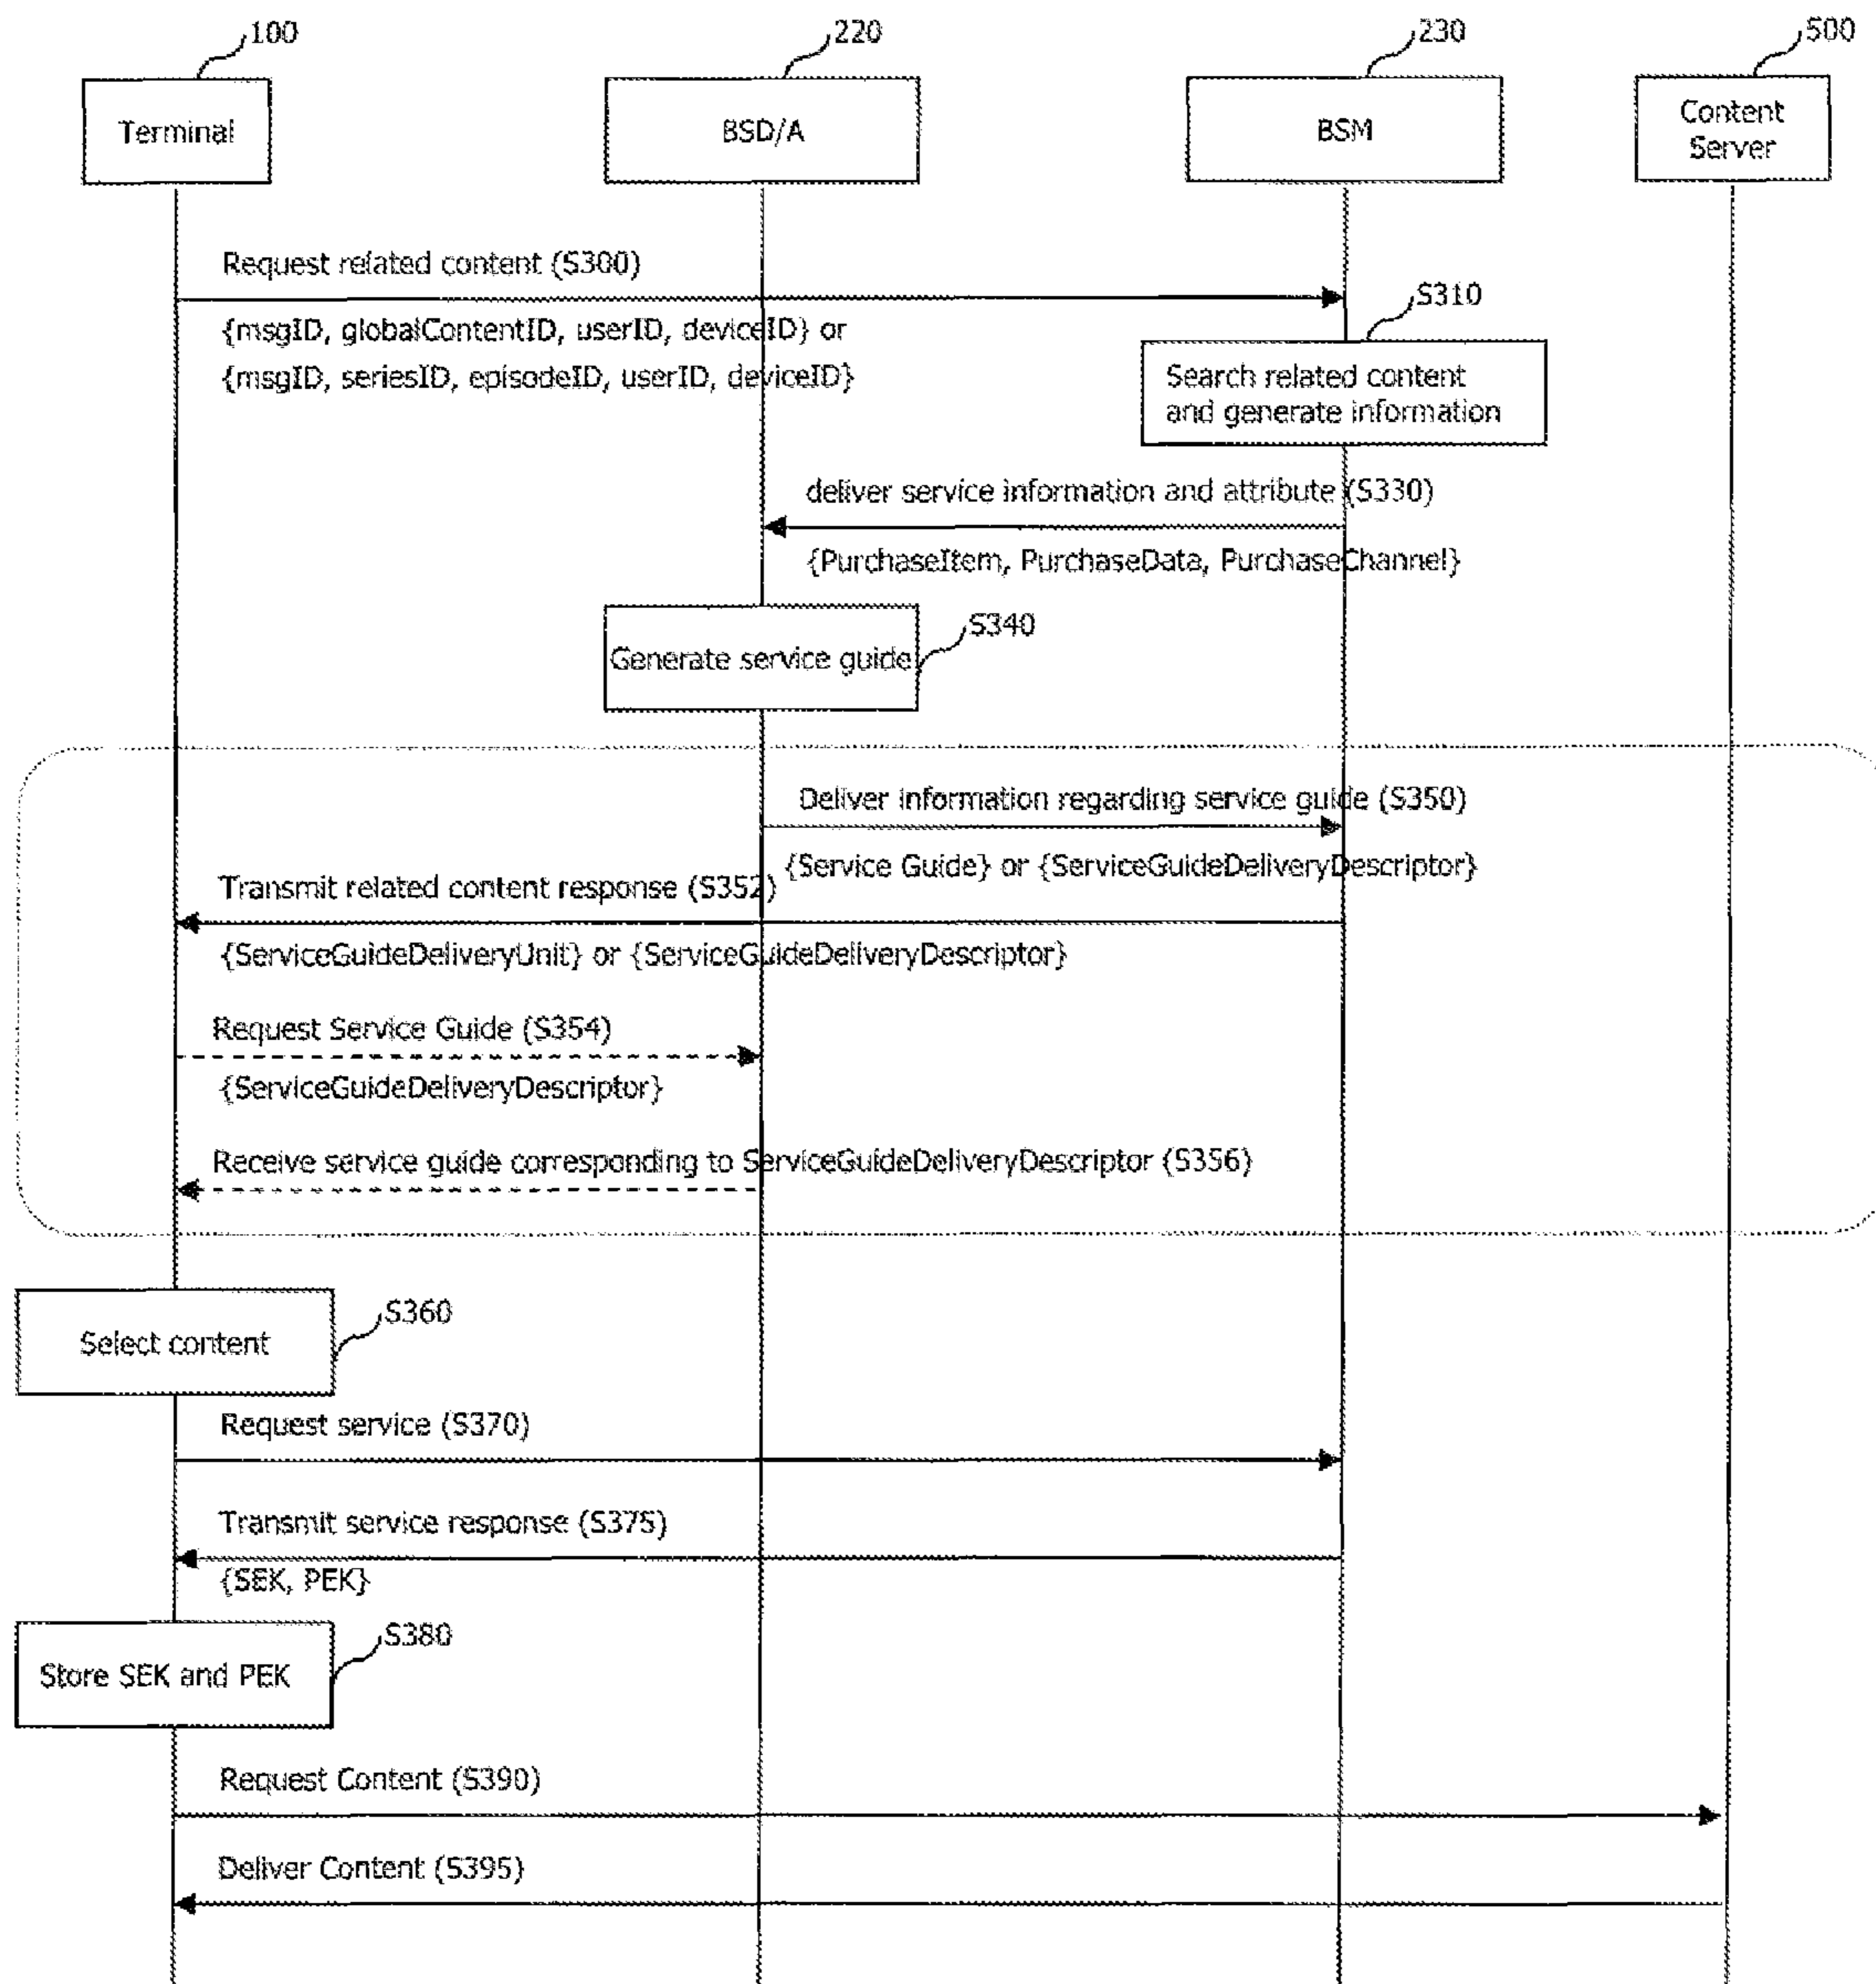 100
220
230
500
Terminal
BSD/A
BSM
Content
Server
Request related content (S300)
{msgID, globalContentID, userID, deviceID} or
{msgID, seriesID, episodeID, userID, deviceID}
S310
Search related content
and generate information
deliver service information and attribute (S330)
{PurchaseItem, PurchaseData, PurchaseChannel}
S340
Generate service guide
Deliver information regarding service guide (S350)
{Service Guide} or {ServiceGuideDeliveryDescriptor}
Transmit related content response (S352)
{ServiceGuideDeliveryUnit} or {ServiceGuideDeliveryDescriptor}
Request Service Guide (S354)
{ServiceGuideDeliveryDescriptor}
Receive service guide corresponding to ServiceGuideDeliveryDescriptor (S356)
S360
Select content
Request service (S370)
Transmit service response (S375)
{SEK, PEK}
S380
Store SEK and PEK
Request Content (S390)
Deliver Content (S395)